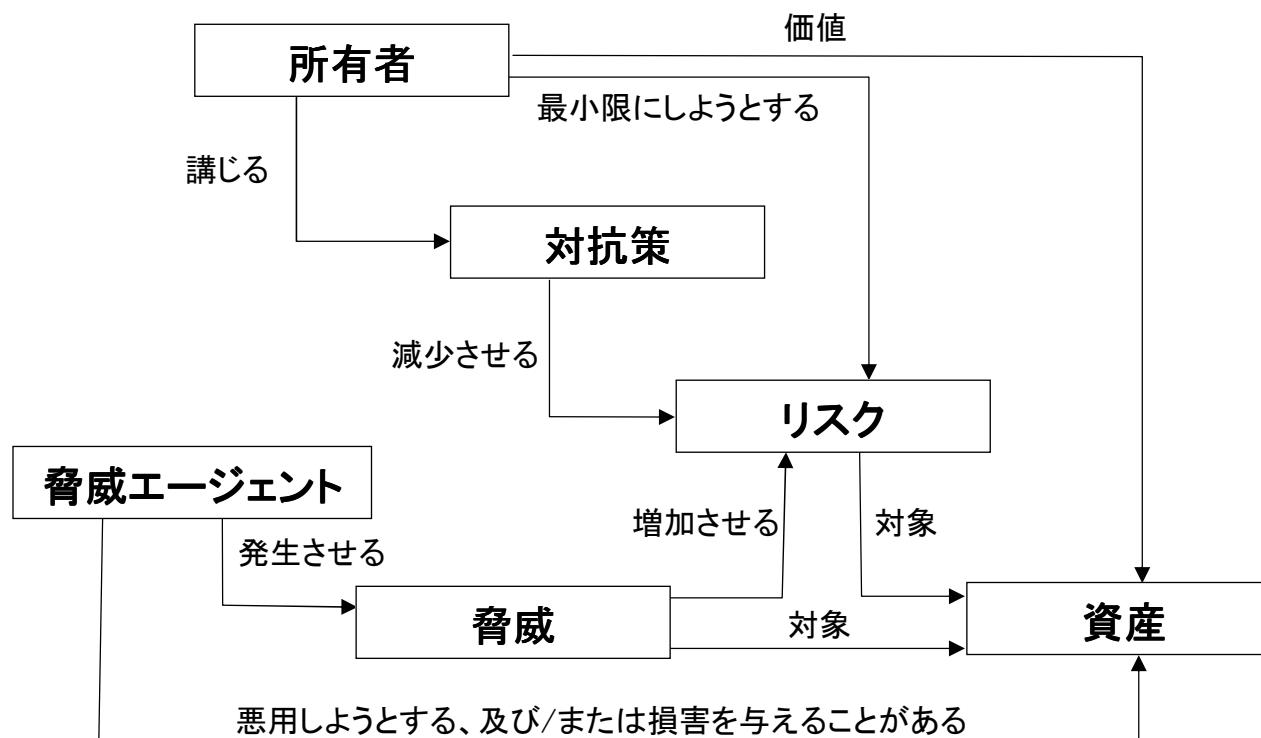 価値
所有者
最小限にしようとする
講じる
対抗策
減少させる
リスク
脅威エージェント
増加させる
対象
発生させる
脅威
対象
資産
悪用しようとする、及び/または損害を与えることがある